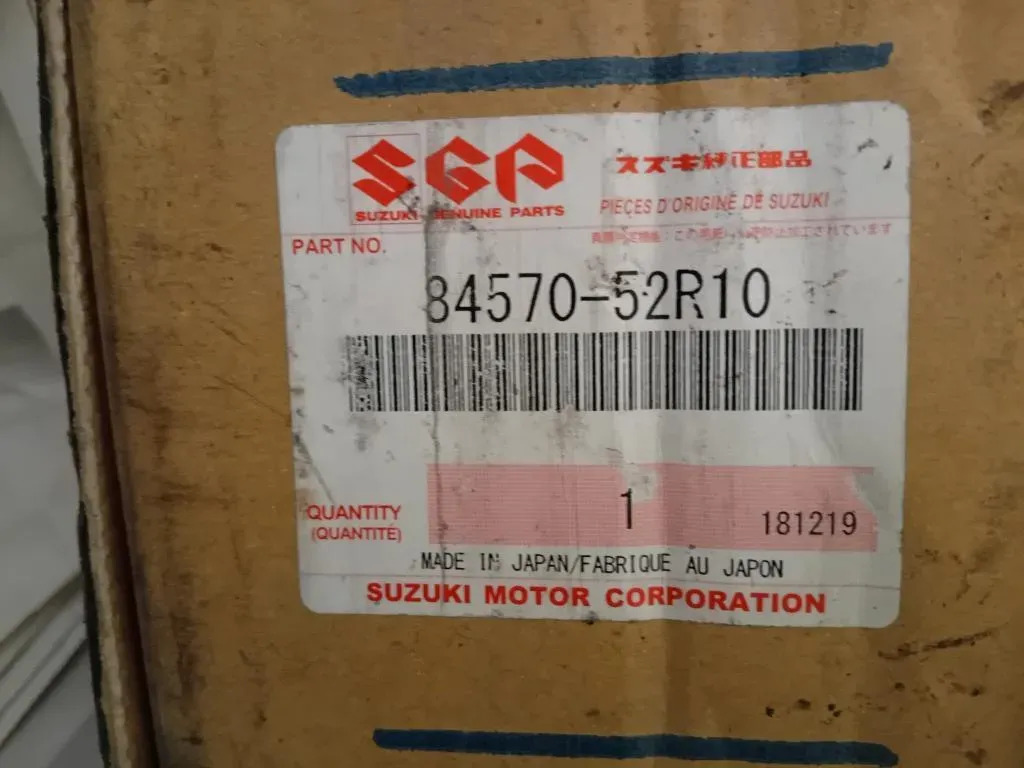 SGP
スズキ純正部品
SUZUKI GENUINE PARTS
PIECES D'ORIGINE DE SUZUKI
PART NO.
84570-52R10
QUANTITY
(QUANTITÉ)
1
181219
MADE IN JAPAN/FABRIQUE AU JAPON
SUZUKI MOTOR CORPORATION